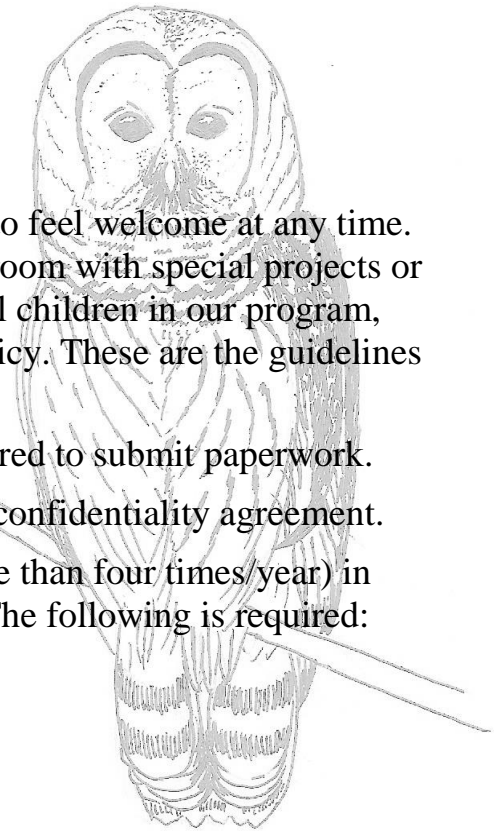 o feel welcome at any time.
oom with special projects or
l children in our program,
icy. These are the guidelines
red to submit paperwork.
confidentiality agreement.
e than four times/year) in
The following is required: